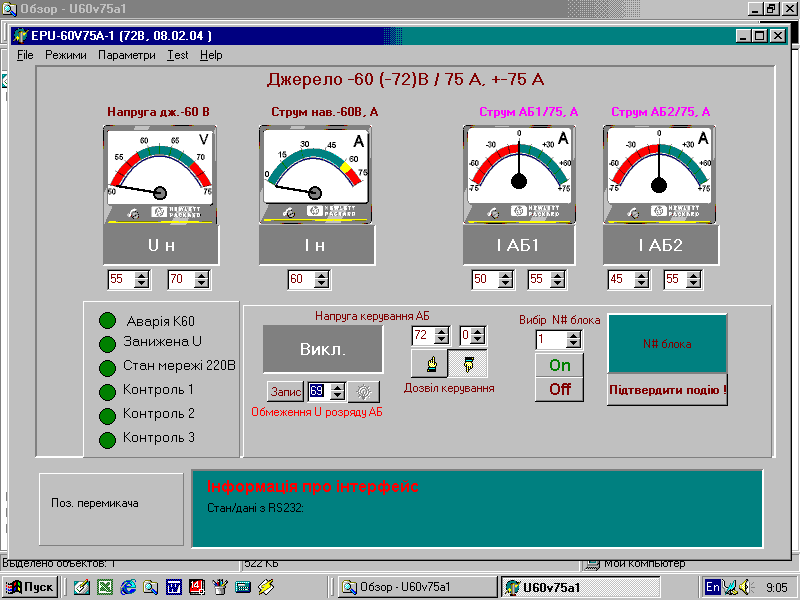 Обзор - U60v75a1
EPU-60V75A-1 (72В, 08.02.04 )
File Режими Параметри Test Help
Джерело -60 (-72)В / 75 А, +-75 А
Напруга дж.-60 В
Струм нав.-60В, А
Струм АБ1/75, А
Струм АБ2/75, А
50 55 60 65 70 75 V
HEWLETT PACKARD
0 15 30 45 60 75 A
HEWLETT PACKARD
-75 -60 -30 0 +30 +60 +75 A
HEWLETT PACKARD
-75 -60 -30 0 +30 +60 +75 A
HEWLETT PACKARD
U н
I н
I АБ1
I АБ2
55 70
60
50 55
45 55
Аварія К60
Занижена U
Стан мережі 220В
Контроль 1
Контроль 2
Контроль 3
Напруга керування АБ
Викл.
72 0
Дозвіл керування
Запис 69
Обмеження U розряду АБ
Вибір N# блока
1
On
Off
N# блока
Підтвердити подію !
Поз. перемикача
Інформація про інтерфейс
Стан/дані з RS232:
Выделено объектов: 1
522 КБ
Мой компьютер
Пуск
Обзор - U60v75a1
U60v75a1
En
9:05